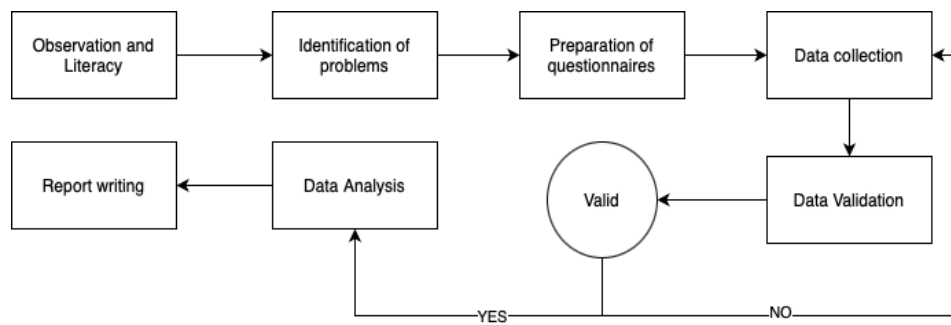 Observation and
Literacy
Identification of
problems
Preparation of
questionnaires
Data collection
Report writing
Data Analysis
Valid
Data Validation
YES
NO